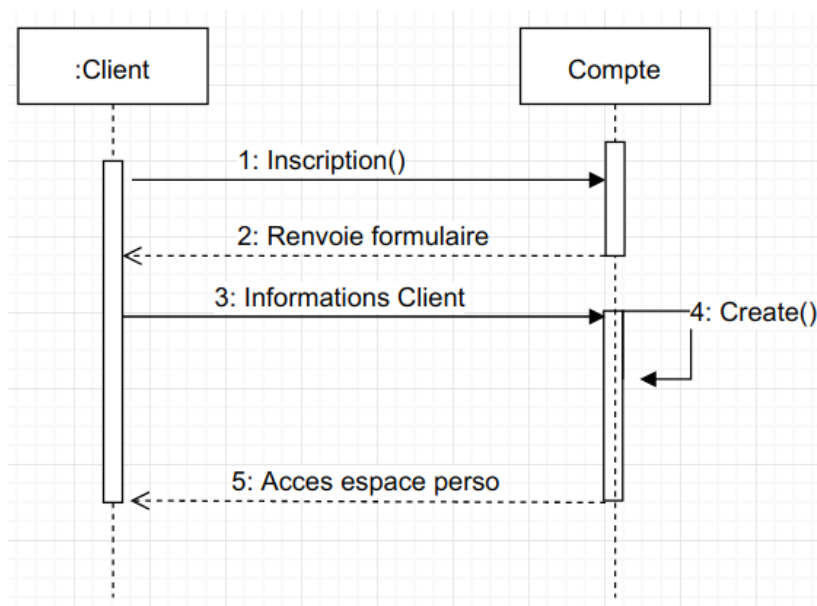 :Client
Compte
1: Inscription()
2: Renvoie formulaire
3: Informations Client
4: Create()
5: Acces espace perso